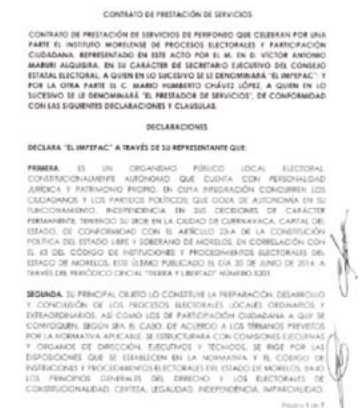 CONTRATO DE PRESTACIÓN DE SERVICIOS
CONTRATO DE PRESTACIÓN DE SERVICIOS DE PERIFONEO QUE CELEBRAN POR UNA
PARTE EL INSTITUTO MORELENSE DE PROCESOS ELECTORALES Y PARTICIPACIÓN
CIUDADANA, REPRESENTADO EN ESTE ACTO POR EL M. EN D. VÍCTOR ANTONIO
MARURI ALQUISIRA, EN SU CARÁCTER DE SECRETARIO EJECUTIVO DEL CONSEJO
ESTATAL ELECTORAL, A QUIEN EN LO SUCESIVO SE LE DENOMINARÁ "EL IMPEPAC"; Y
POR LA OTRA PARTE EL C. MARIO HUMBERTO CHÁVEZ LÓPEZ, A QUIEN EN LO
SUCESIVO SE LE DENOMINARÁ "EL PRESTADOR DE SERVICIOS", DE CONFORMIDAD
CON LAS SIGUIENTES DECLARACIONES Y CLAUSULAS.
DECLARACIONES
DECLARA "EL IMPEPAC" A TRAVÉS DE SU REPRESENTANTE QUE:
PRIMERA. ES UN ORGANISMO PÚBLICO LOCAL ELECTORAL,
CONSTITUCIONALMENTE AUTÓNOMO QUE CUENTA CON PERSONALIDAD
JURÍDICA Y PATRIMONIO PROPIO, EN CUYA INTEGRACIÓN CONCURREN LOS
CIUDADANOS Y LOS PARTIDOS POLÍTICOS; QUE GOZA DE AUTONOMÍA EN SU
FUNCIONAMIENTO, INDEPENDENCIA EN SUS DECISIONES DE CARÁCTER
PERMANENTE, TENIENDO SU SEDE EN LA CIUDAD DE CUERNAVACA, CAPITAL DEL
ESTADO, DE CONFORMIDAD CON EL ARTÍCULO 23-A DE LA CONSTITUCIÓN
POLÍTICA DEL ESTADO LIBRE Y SOBERANO DE MORELOS, EN CORRELACIÓN CON
EL 63 DEL CÓDIGO DE INSTITUCIONES Y PROCEDIMIENTOS ELECTORALES DEL
ESTADO DE MORELOS, ESTE ÚLTIMO PUBLICADO EL DÍA 30 DE JUNIO DE 2014, A
TRAVÉS DEL PERIÓDICO OFICIAL "TIERRA Y LIBERTAD" NÚMERO 5201.
SEGUNDA. SU PRINCIPAL OBJETO LO CONSTITUYE LA PREPARACIÓN, DESARROLLO
Y CONCLUSIÓN DE LOS PROCESOS ELECTORALES LOCALES ORDINARIOS Y
EXTRAORDINARIOS, ASÍ COMO LOS DE PARTICIPACIÓN CIUDADANA A QUE SE
CONVOQUEN, SEGÚN SEA EL CASO, DE ACUERDO A LOS TÉRMINOS PREVISTOS
POR LA NORMATIVA APLICABLE, SE ESTRUCTURARÁ CON COMISIONES EJECUTIVAS
Y ÓRGANOS DE DIRECCIÓN, EJECUTIVOS Y TÉCNICOS, SE RIGE POR LAS
DISPOSICIONES QUE SE ESTABLECEN EN LA NORMATIVA Y EL CÓDIGO DE
INSTITUCIONES Y PROCEDIMIENTOS ELECTORALES DEL ESTADO DE MORELOS, BAJO
LOS PRINCIPIOS GENERALES DEL DERECHO Y LOS ELECTORALES DE
CONSTITUCIONALIDAD, CERTEZA, LEGALIDAD, INDEPENDENCIA, IMPARCIALIDAD,
Página 1 de 7